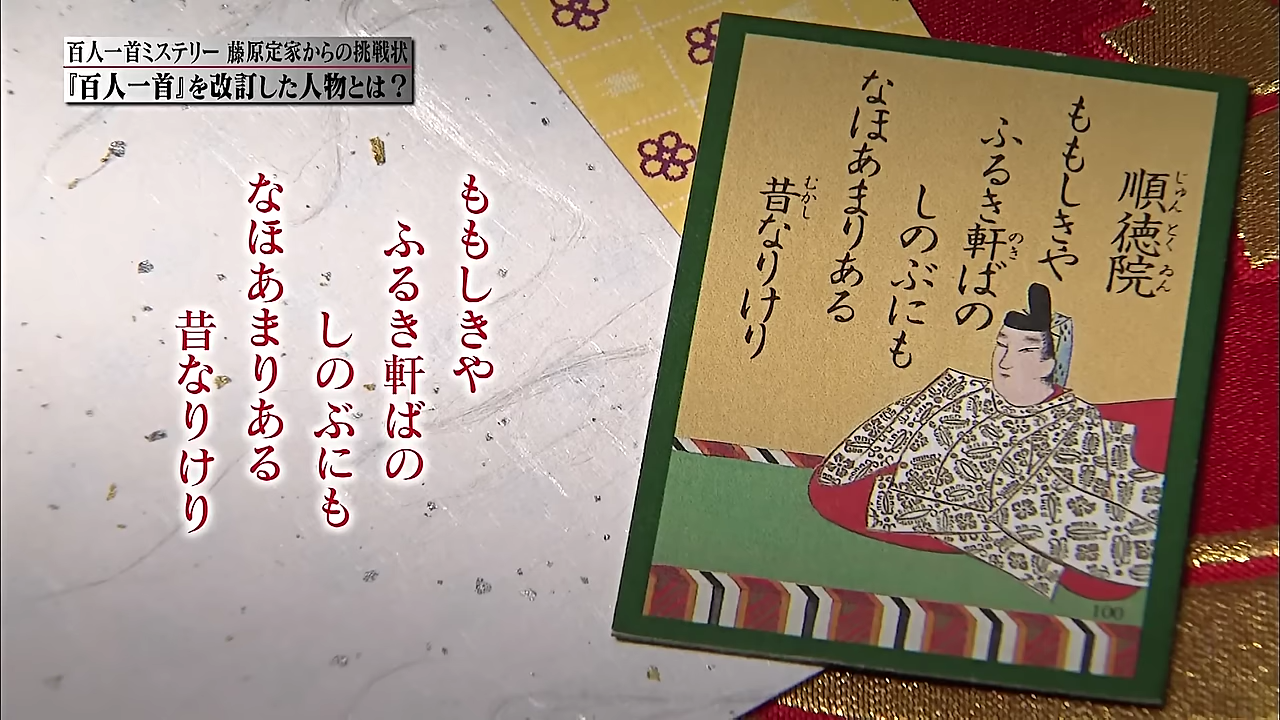 百人一首ミステリー 藤原定家からの挑戦状
『百人一首』を改訂した人物とは？
ももしきや
ふるき軒ばの
しのぶにも
なほあまりある
昔なりけり
順徳院
じゅんとくゐん
ももしきや
ふるき軒ばの
のき
しのぶにも
なほあまりある
昔なりけり
むかし
100